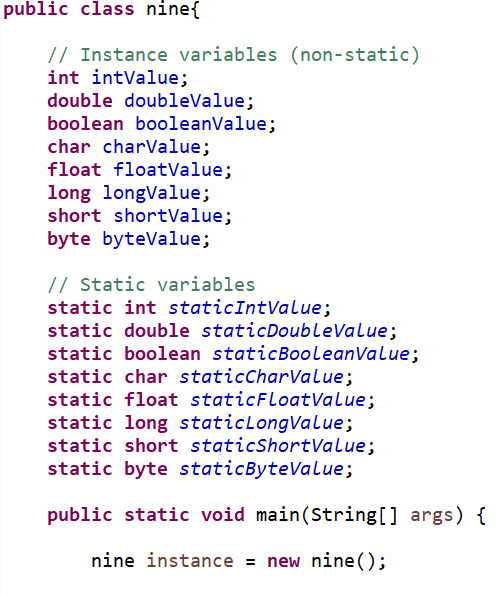 public class nine{
// Instance variables (non-static)
int intValue;
double doubleValue;
boolean booleanValue;
char charValue;
float floatValue;
long longValue;
short shortValue;
byte byteValue;
// Static variables
static int staticIntValue;
static double staticDoubleValue;
static boolean staticBooleanValue;
static char staticCharValue;
static float staticFloatValue;
static long staticLongValue;
static short staticShortValue;
static byte staticByteValue;
public static void main(String[] args) {
nine instance = new nine();